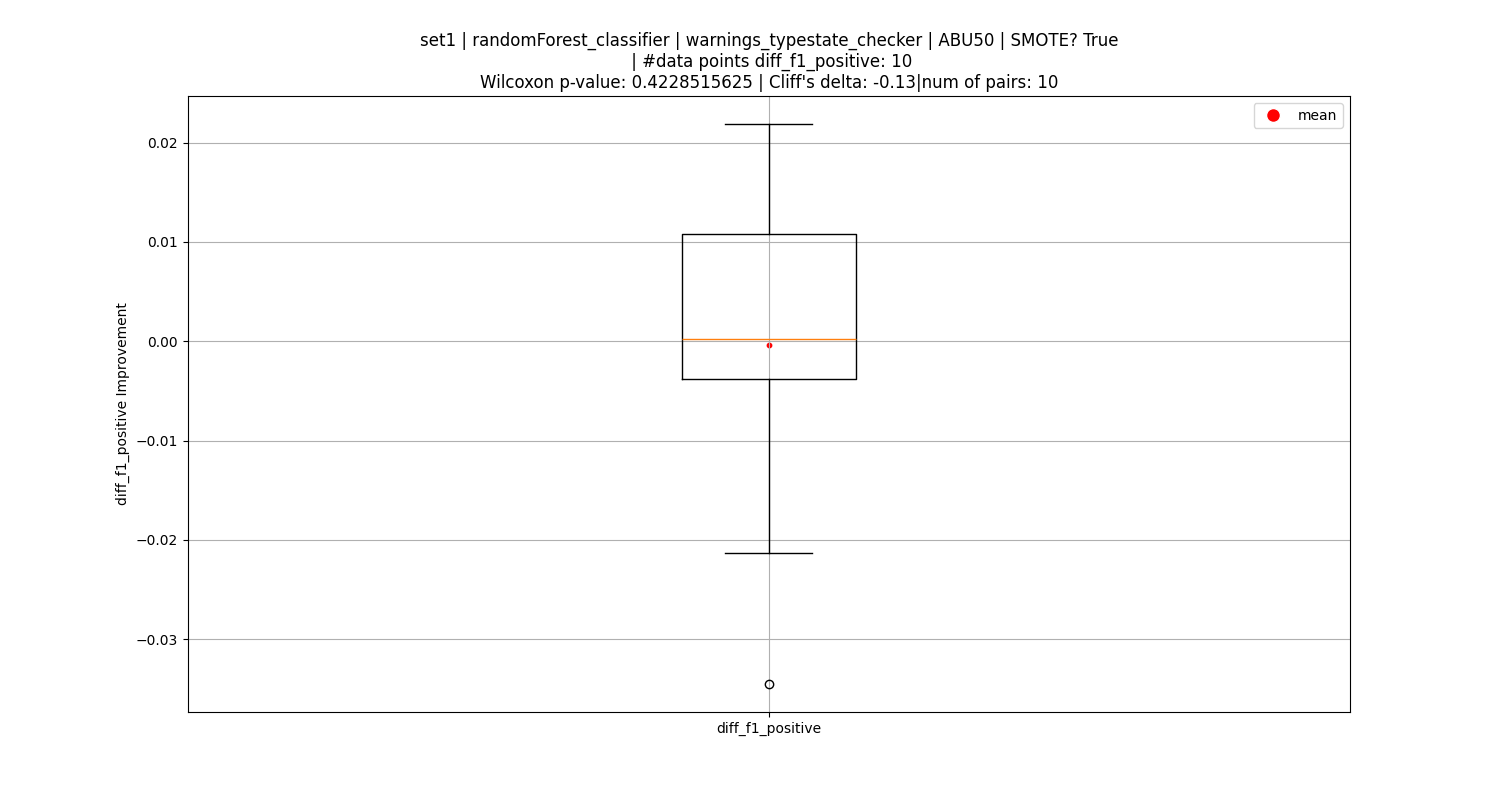 set1 | randomForest_classifier | warnings_typestate_checker | ABU50 | SMOTE? True
| #data points diff_f1_positive: 10
Wilcoxon p-value: 0.4228515625 | Cliff's delta: -0.13|num of pairs: 10
mean
0.02
0.01
0.00
−0.01
−0.02
−0.03
diff_f1_positive Improvement
diff_f1_positive